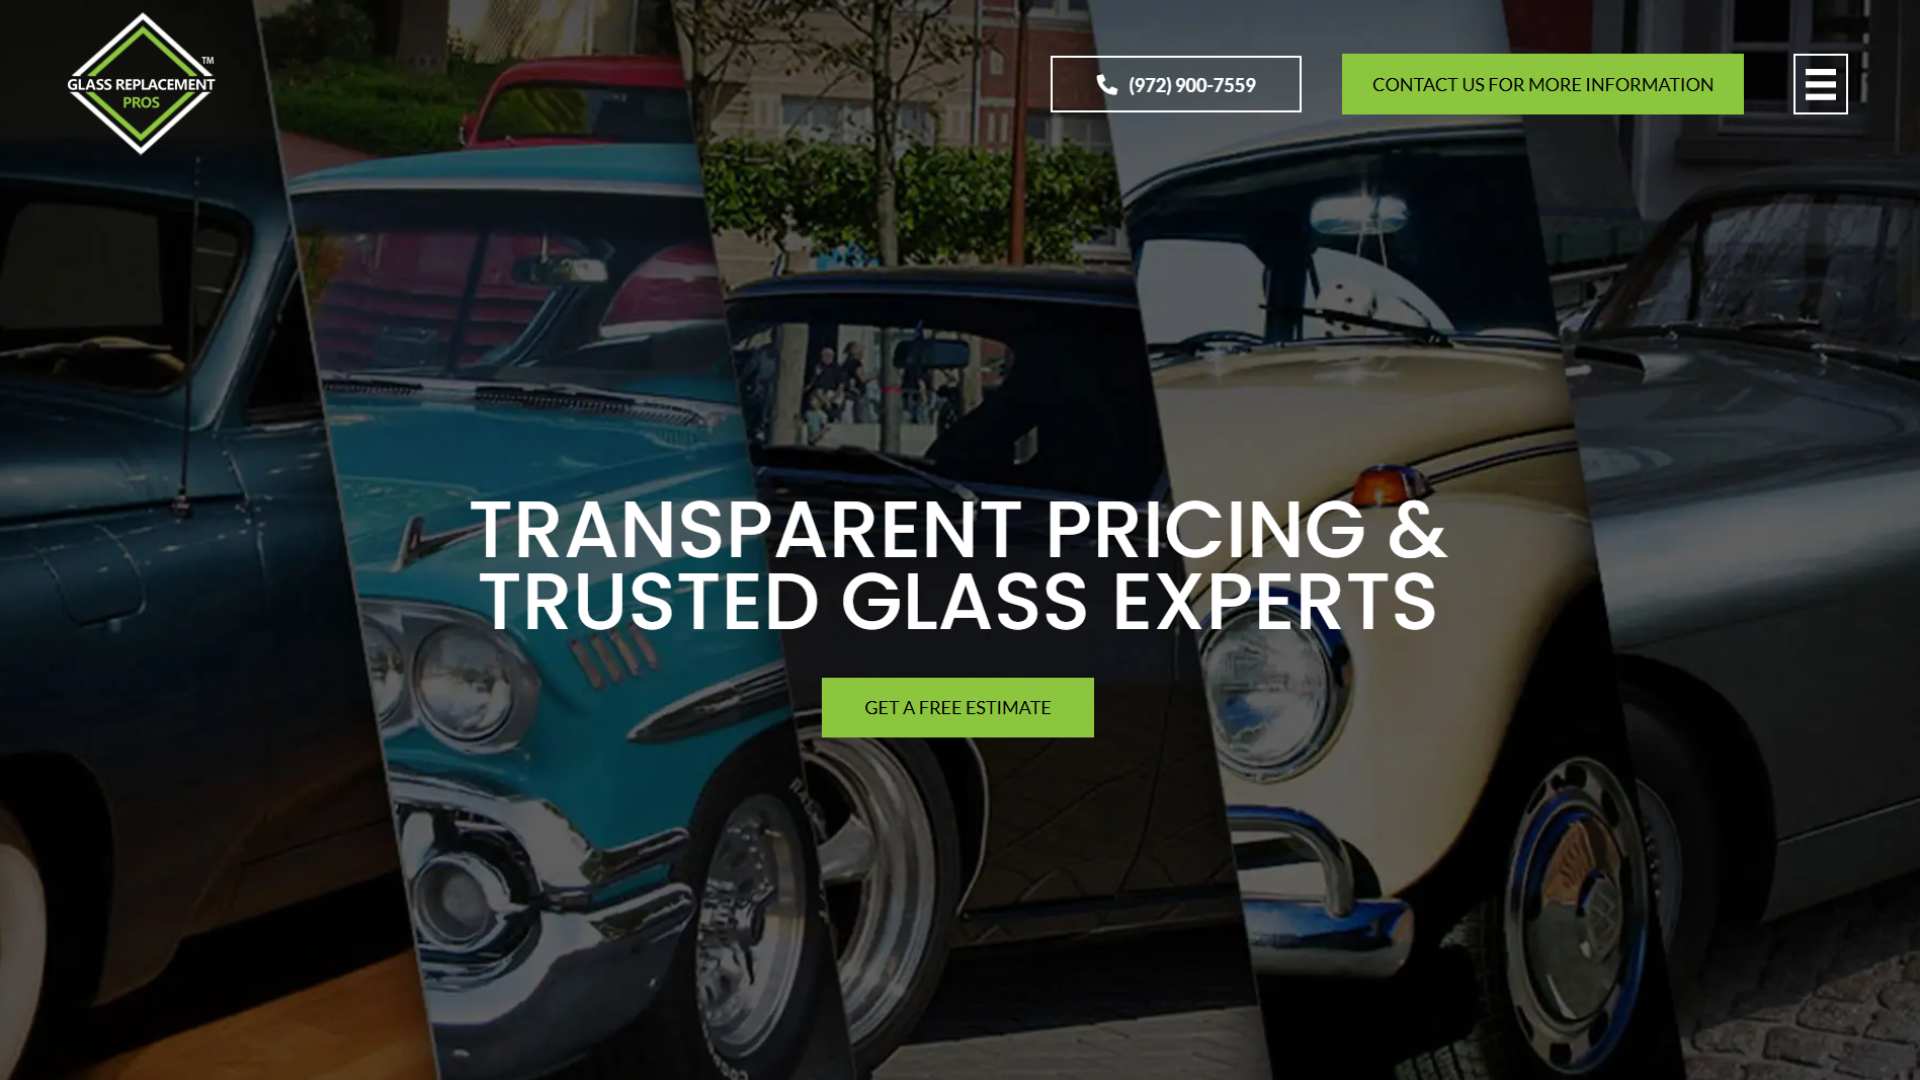 GLASS REPLACEMENT
TM
PROS
(972) 900-7559
CONTACT US FOR MORE INFORMATION
TRANSPARENT PRICING &
TRUSTED GLASS EXPERTS
GET A FREE ESTIMATE